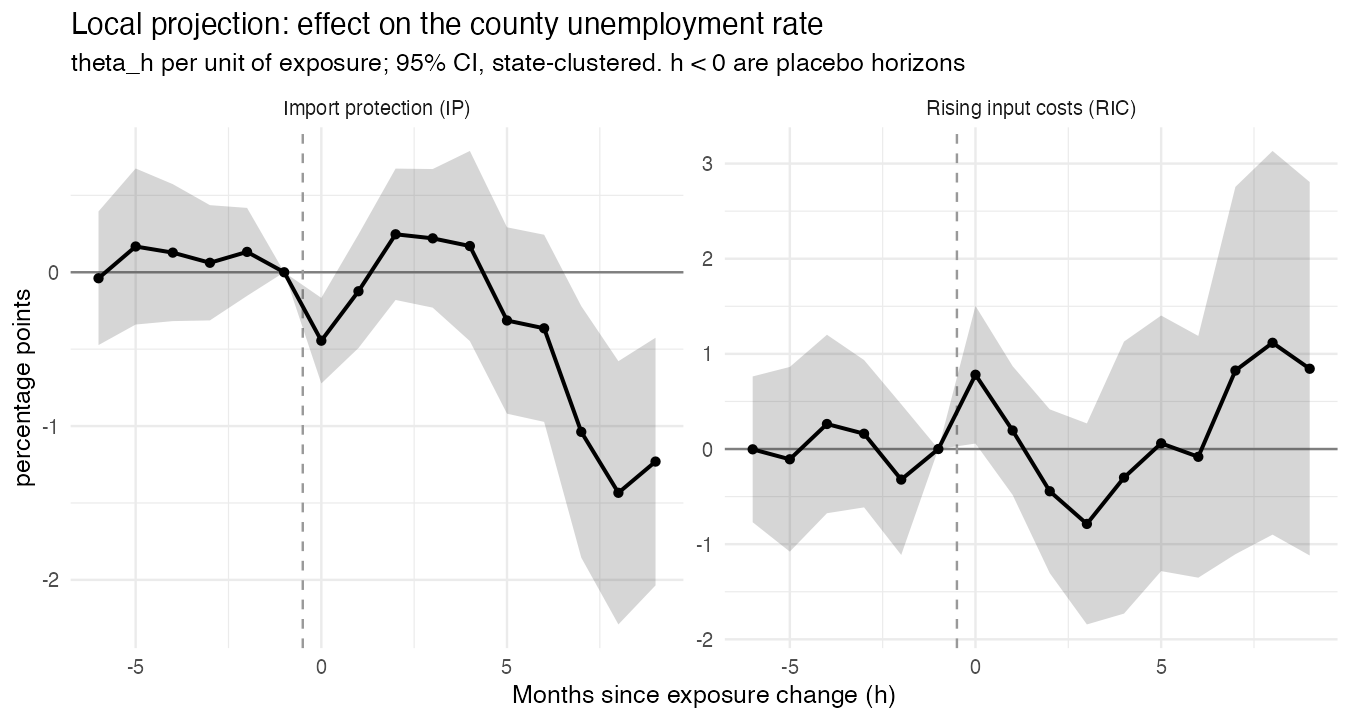 Local projection: effect on the county unemployment rate
theta_h per unit of exposure; 95% CI, state-clustered. h < 0 are placebo horizons
Import protection (IP)
Rising input costs (RIC)
percentage points
0
-1
-2
3
2
1
0
-1
-2
-5
0
5
-5
0
5
Months since exposure change (h)